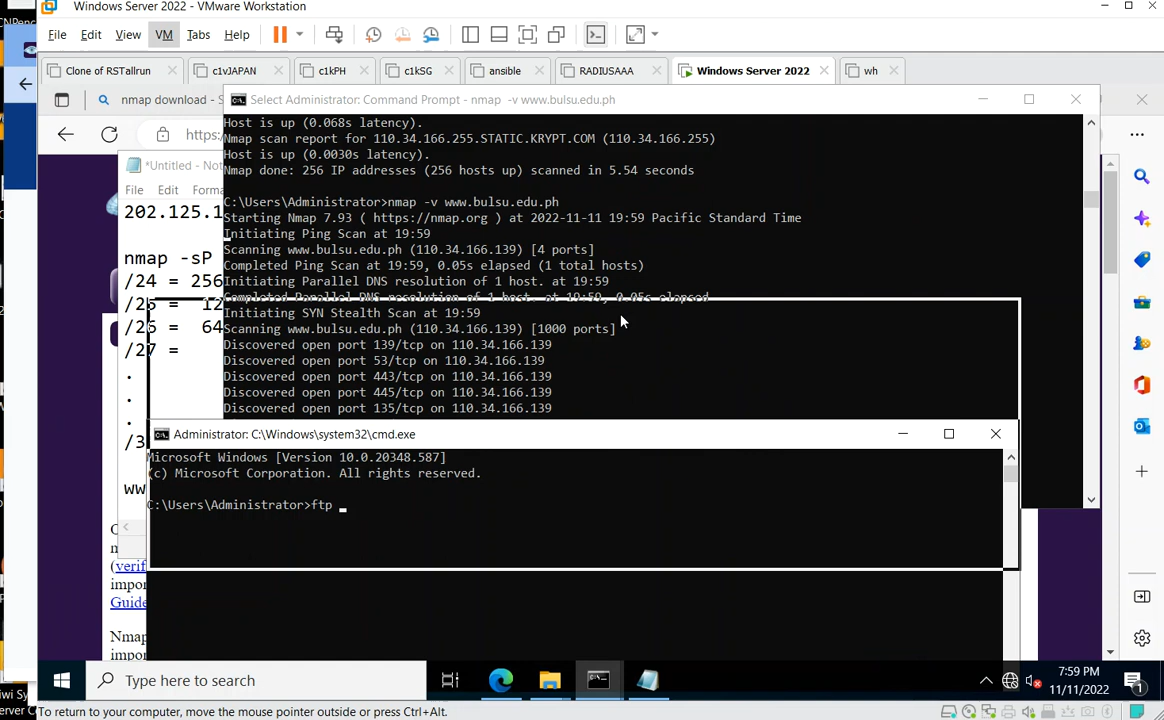 Windows Server 2022 - VMware Workstation
File Edit View VM Tabs Help
Clone of RSTallrun c1vJAPAN c1kPH c1kSG ansible RADIUSAAA Windows Server 2022 wh
nmap download - S
Select Administrator: Command Prompt - nmap -v www.bulsu.edu.ph
https:
Host is up (0.068s latency).
Nmap scan report for 110.34.166.255.STATIC.KRYPT.COM (110.34.166.255)
Host is up (0.0030s latency).
Nmap done: 256 IP addresses (256 hosts up) scanned in 5.54 seconds
C:\Users\Administrator>nmap -v www.bulsu.edu.ph
Starting Nmap 7.93 ( https://nmap.org ) at 2022-11-11 19:59 Pacific Standard Time
Initiating Ping Scan at 19:59
Scanning www.bulsu.edu.ph (110.34.166.139) [4 ports]
Completed Ping Scan at 19:59, 0.05s elapsed (1 total hosts)
Initiating Parallel DNS resolution of 1 host. at 19:59
Completed Parallel DNS resolution of 1 host. at 19:59, 0.05s elapsed
Initiating SYN Stealth Scan at 19:59
Scanning www.bulsu.edu.ph (110.34.166.139) [1000 ports]
Discovered open port 139/tcp on 110.34.166.139
Discovered open port 53/tcp on 110.34.166.139
Discovered open port 443/tcp on 110.34.166.139
Discovered open port 445/tcp on 110.34.166.139
Discovered open port 135/tcp on 110.34.166.139
*Untitled - Not
File Edit Forma
202.125.1
nmap -sP
/24 = 256
/25 = 12
/26 = 64
/27 =
.
.
.
/3
ww
Administrator: C:\Windows\system32\cmd.exe
Microsoft Windows [Version 10.0.20348.587]
(c) Microsoft Corporation. All rights reserved.
C:\Users\Administrator>ftp
(verif
impor
Guide
Nmap
impor
Type here to search
7:59 PM
11/11/2022
1
To return to your computer, move the mouse pointer outside or press Ctrl+Alt.